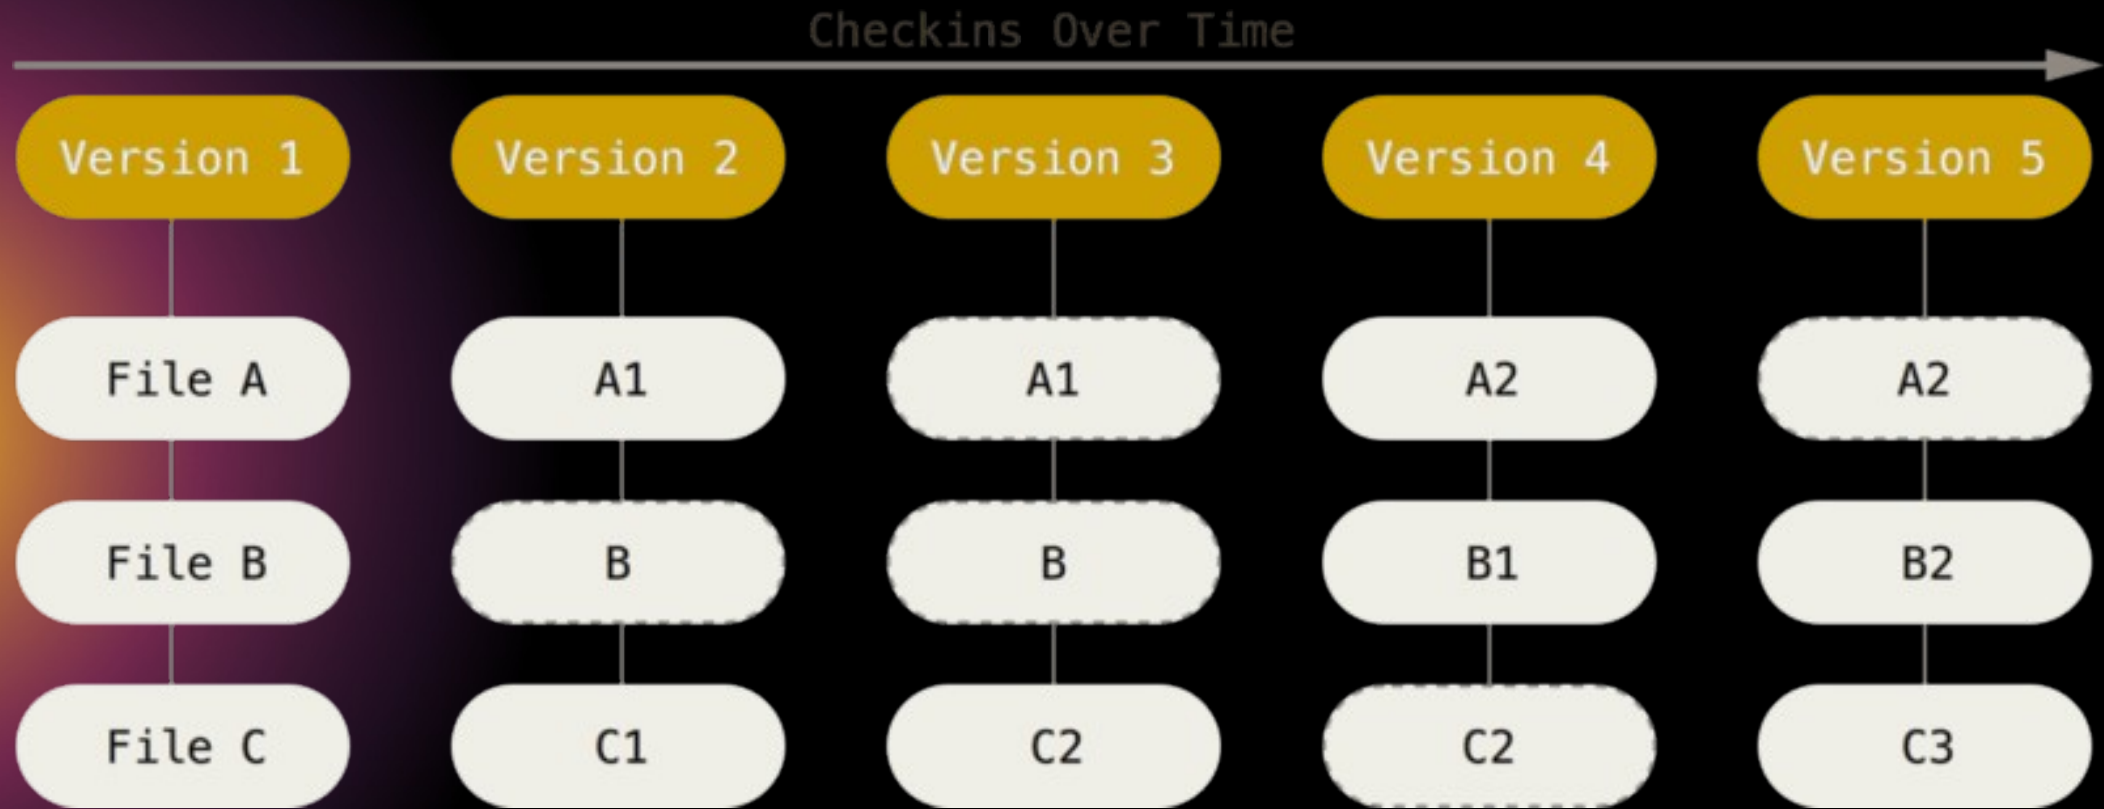 Checkins Over Time
Version 1 Version 2 Version 3 Version 4 Version 5
File A A1 A1 A2 A2
File B B B B1 B2
File C C1 C2 C2 C3